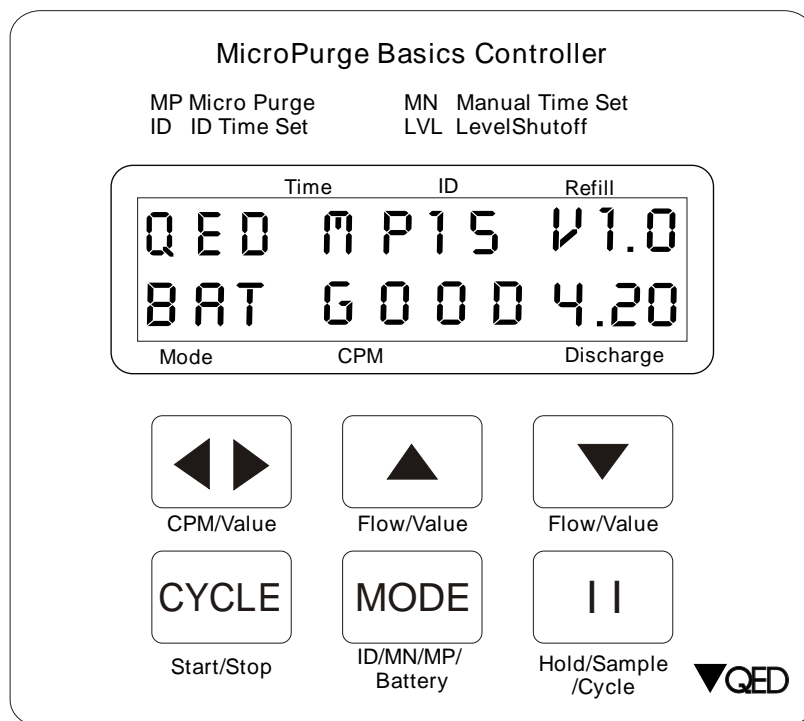 MicroPurge Basics Controller
MP Micro Purge MN Manual Time Set
ID ID Time Set LVL LevelShutoff
Time ID Refill
QED MP15 V1.0
BAT GOOD 4.20
Mode CPM Discharge
CPM/Value Flow/Value Flow/Value
CYCLE MODE I I
Start/Stop ID/MN/MP/ Hold/Sample
Battery /Cycle
QED